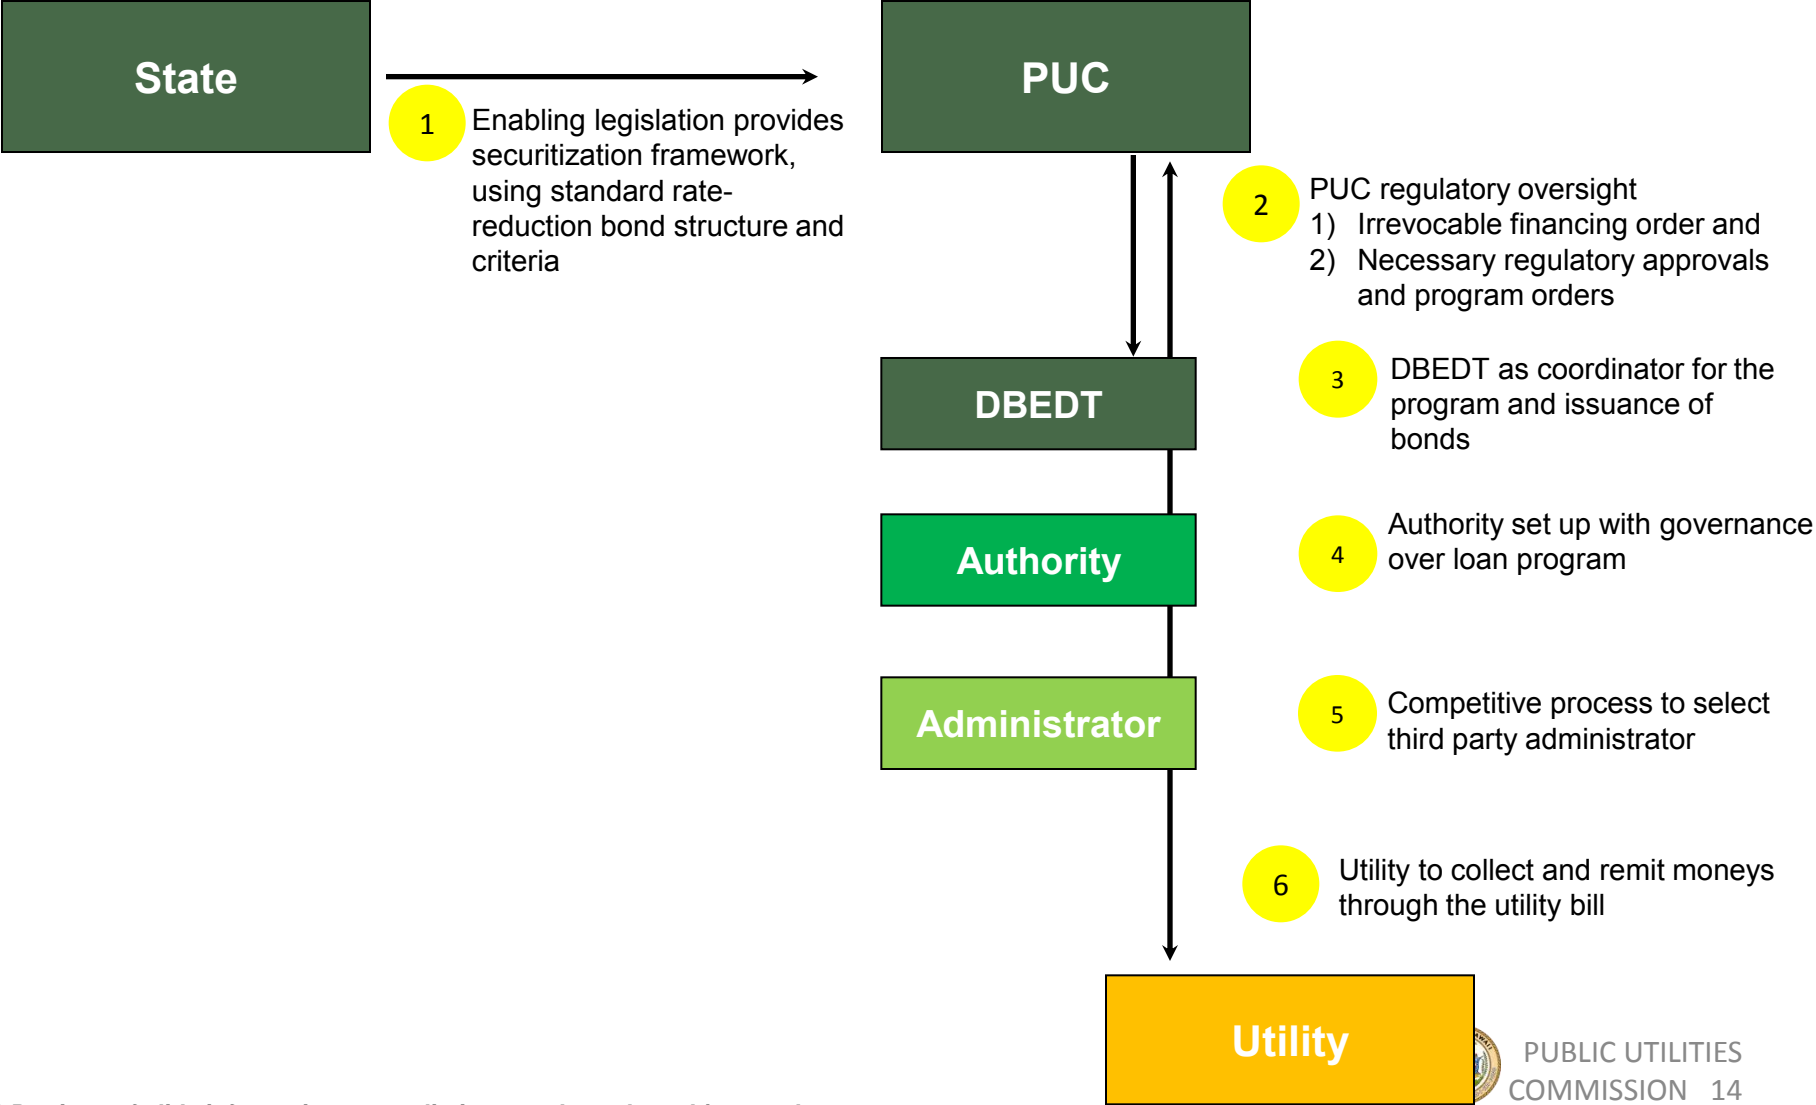 State
PUC
1
Enabling legislation provides
securitization framework,
using standard rate-
reduction bond structure and
criteria
2
PUC regulatory oversight
1) Irrevocable financing order and
2) Necessary regulatory approvals
and program orders
DBEDT
3
DBEDT as coordinator for the
program and issuance of
bonds
Authority
4
Authority set up with governance
over loan program
Administrator
5
Competitive process to select
third party administrator
6
Utility to collect and remit moneys
through the utility bill
Utility
PUBLIC UTILITIES
COMMISSION 14